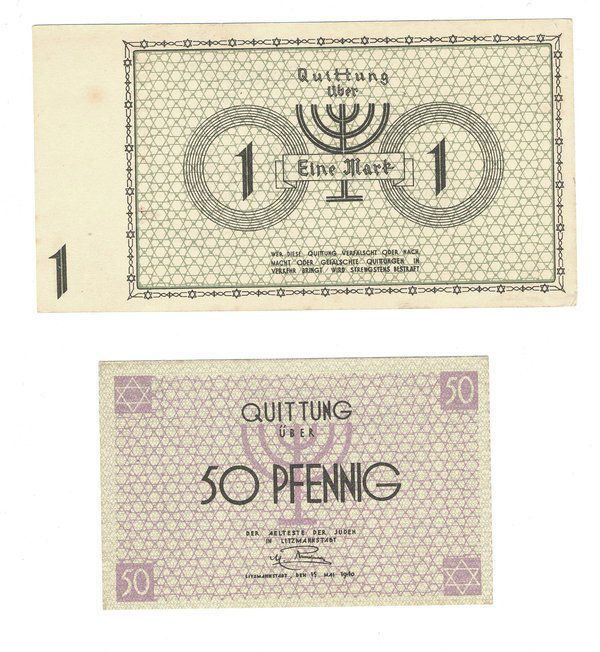 Quittung
über
1 Eine Mark 1
WER DIESE QUITTUNG VERFÄLSCHT ODER NACH-
MACHT ODER GEFÄLSCHTE QUITTUNGEN IN
VERKEHR BRINGT, WIRD STRENGSTENS BESTRAFT
1
50
QUITTUNG
ÜBER
50 PFENNIG
DER AELTESTE DER JUDEN
IN LITZMANNSTADT
50
LITZMANNSTADT, DEN 15. MAI 1940